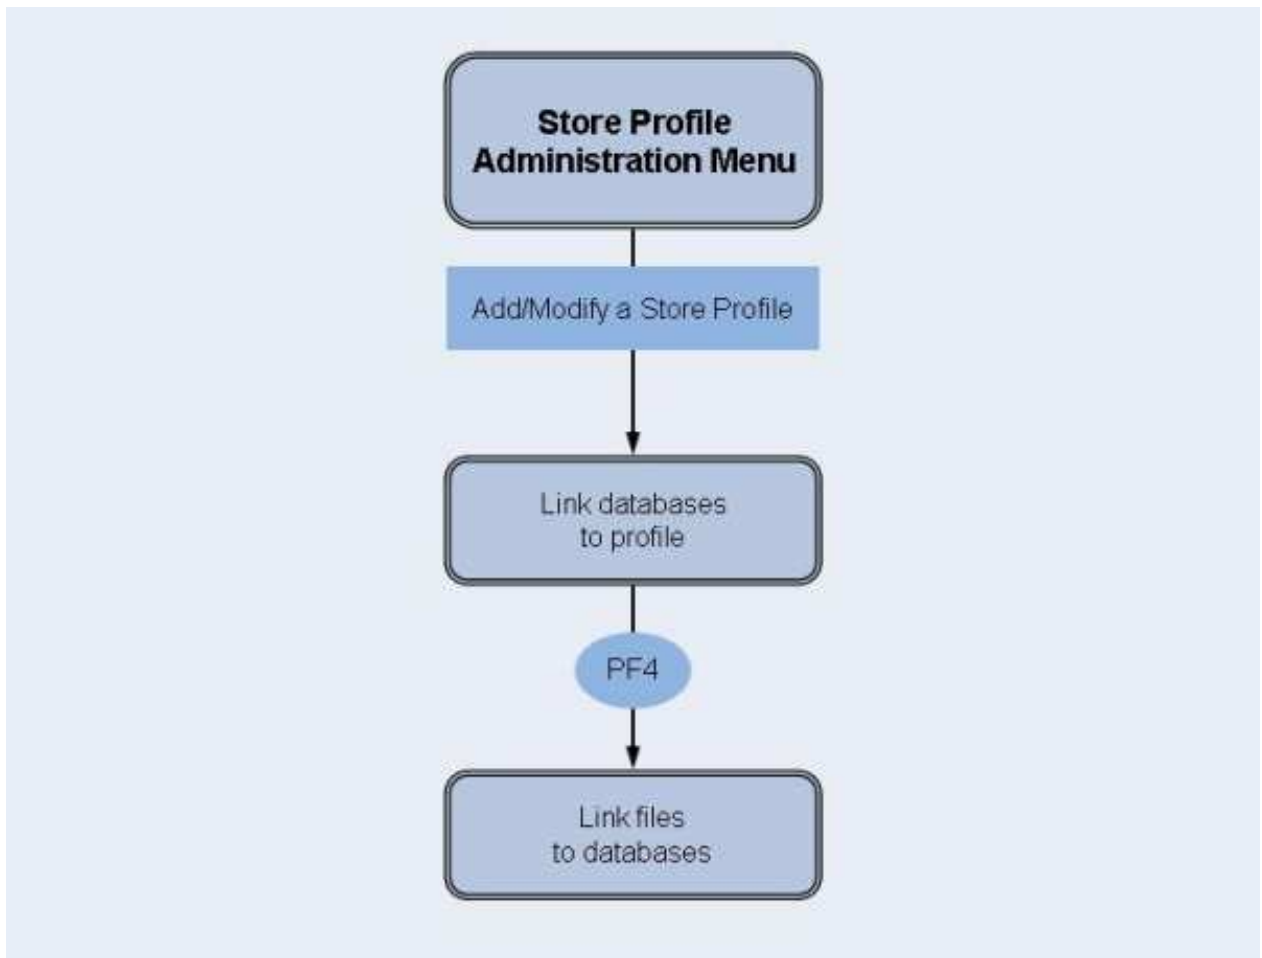 Store Profile
Administration Menu
Add/Modify a Store Profile
Link databases
to profile
PF4
Link files
to databases